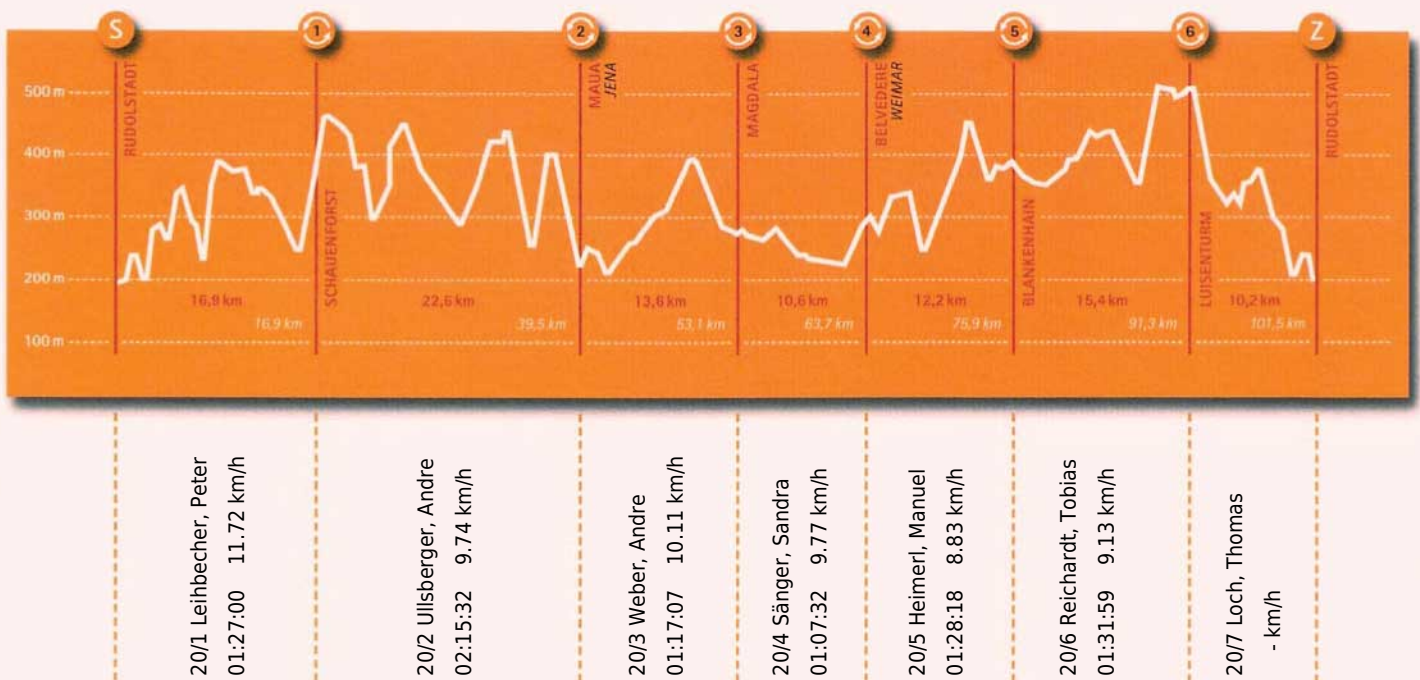 S
1
2
3
4
5
6
Z
500 m
400 m
300 m
200 m
100 m
RUDOLSTADT
SCHAUENFORST
MAUA
JENA
MAGDALA
BELVEDERE
WEIMAR
BLANKENHAIN
LUISENTURM
RUDOLSTADT
16,9 km
22,6 km
13,6 km
10,6 km
12,2 km
15,4 km
10,2 km
16,9 km
39,5 km
53,1 km
63,7 km
75,9 km
91,3 km
101,5 km
20/1 Leihbecher, Peter
01:27:00 11.72 km/h
20/2 Ullsberger, Andre
02:15:32 9.74 km/h
20/3 Weber, Andre
01:17:07 10.11 km/h
20/4 Sänger, Sandra
01:07:32 9.77 km/h
20/5 Heimerl, Manuel
01:28:18 8.83 km/h
20/6 Reichardt, Tobias
01:31:59 9.13 km/h
20/7 Loch, Thomas
- km/h